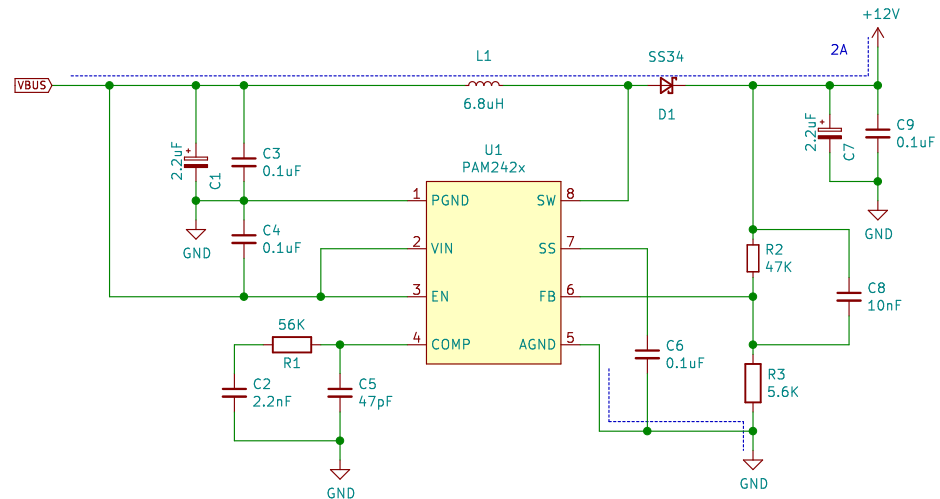 +12V
2A
L1
SS34
VBUS
6.8uH
D1
2.2uF
C1
C3
0.1uF
U1
PAM242x
2.2uF
C7
C9
0.1uF
1
PGND
SW
8
C4
0.1uF
GND
2
VIN
SS
7
GND
R2
47K
3
EN
FB
6
C8
10nF
56K
R1
4
COMP
AGND
5
C6
0.1uF
C2
2.2nF
C5
47pF
R3
5.6K
GND
GND